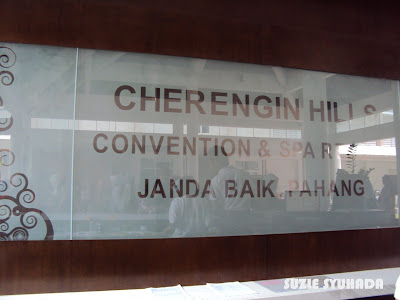 CHERENGIN HILLS
CONVENTION & SPA R
JANDA BAIK, PAHANG
SUZIE SYUHADA